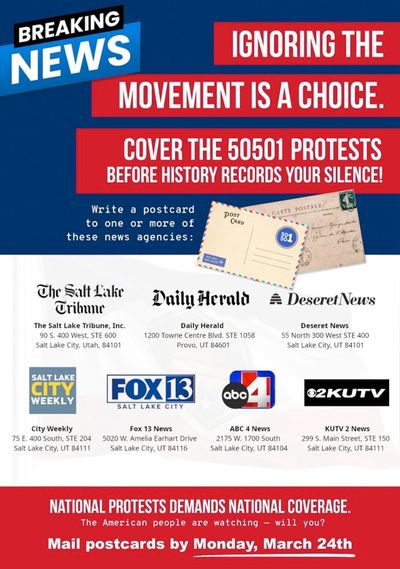 BREAKING
NEWS
IGNORING THE
MOVEMENT IS A CHOICE.
COVER THE 50501 PROTESTS
BEFORE HISTORY RECORDS YOUR SILENCE!
Write a postcard
to one or more of
these news agencies:
POST
CARD
50
501
CARTE POSTALE
The Salt Lake
Tribune
Daily Herald
Deseret News
The Salt Lake Tribune, Inc.
90 S. 400 West, STE 600
Salt Lake City, Utah, 84101
Daily Herald
1200 Towne Centre Blvd. STE 1058
Provo, UT 84601
Deseret News
55 North 300 West STE 400
Salt Lake City, UT 84101
SALT LAKE
CITY
WEEKLY
FOX 13
SALT LAKE CITY
abc 4
2KUTV
City Weekly
75 E. 400 South, STE 204
Salt Lake City, UT 84111
Fox 13 News
5020 W. Amelia Earhart Drive
Salt Lake City, UT 84116
ABC 4 News
2175 W. 1700 South
Salt Lake City, UT 84104
KUTV 2 News
299 S. Main Street, STE 150
Salt Lake City, UT 84111
NATIONAL PROTESTS DEMANDS NATIONAL COVERAGE.
The American people are watching — will you?
Mail postcards by Monday, March 24th